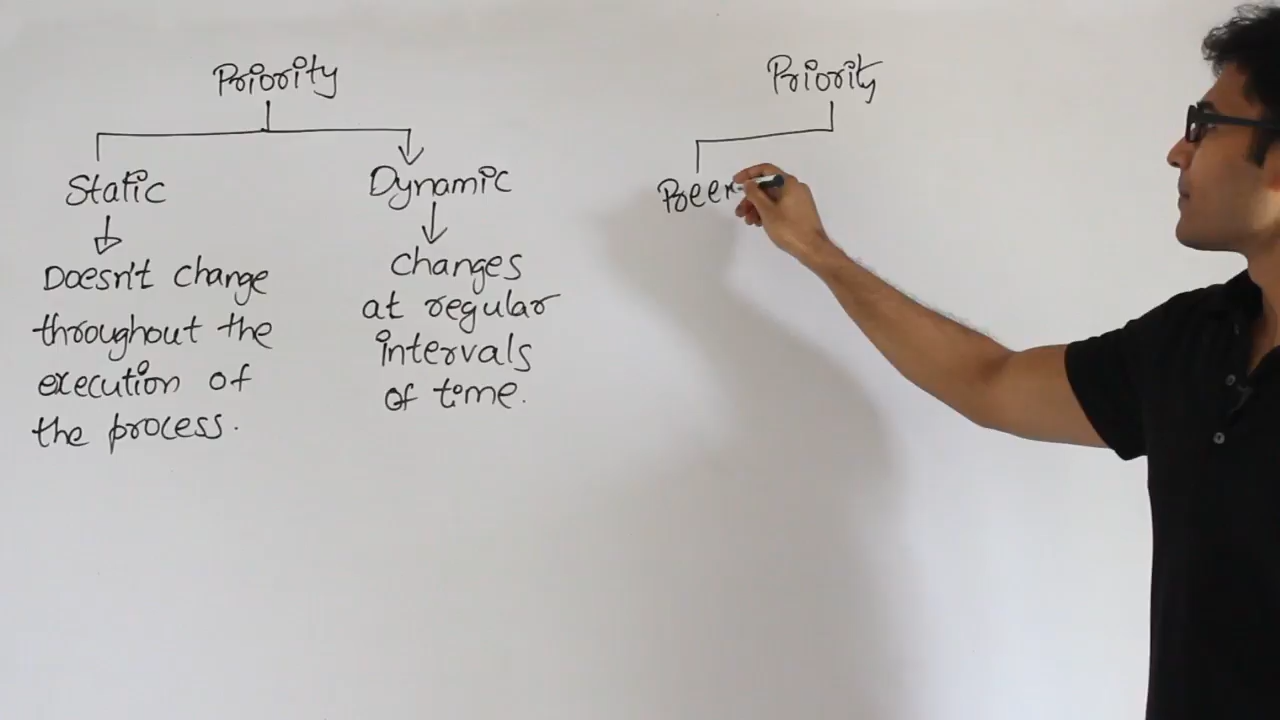 Priority
Static
Doesn't change
throughout the
execution of
the process.
Dynamic
Changes
at regular
intervals
of time.
Priority